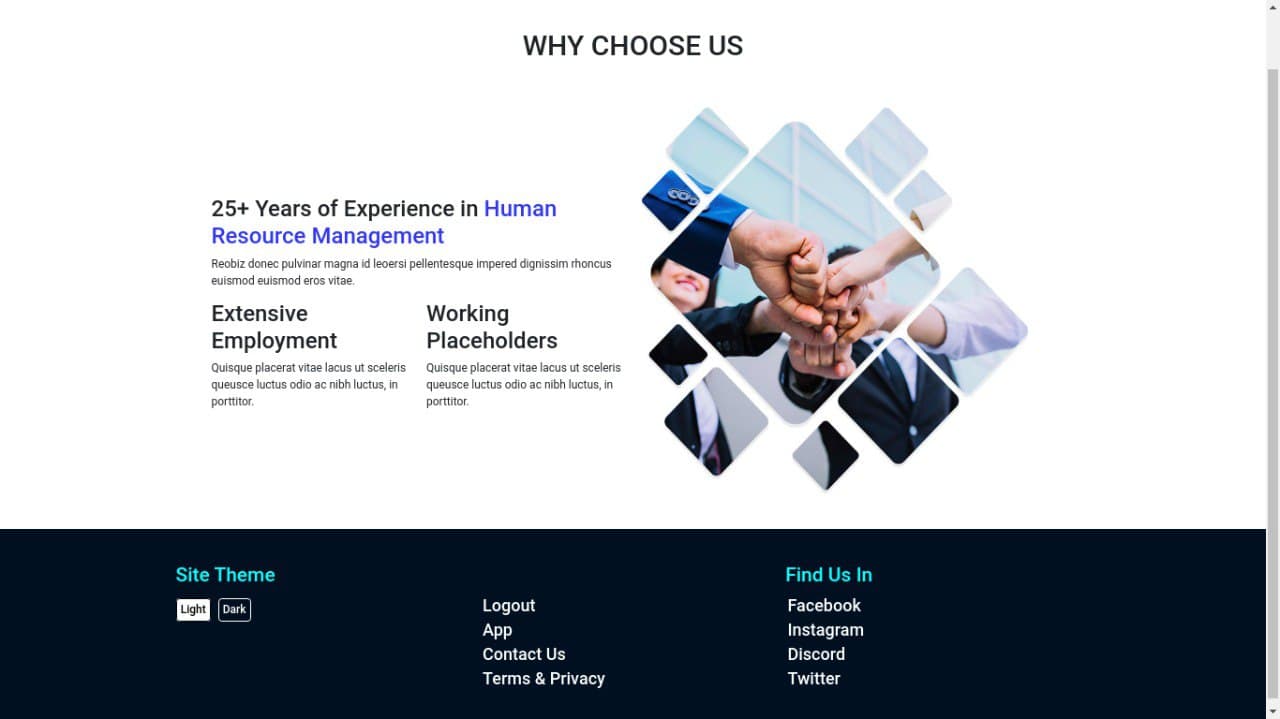 WHY CHOOSE US
25+ Years of Experience in Human
Resource Management
Reobiz donec pulvinar magna id leoersi pellentesque impered dignissim rhoncus
euismod euismod eros vitae.
Extensive
Employment
Quisque placerat vitae lacus ut sceleris
queusce luctus odio ac nibh luctus, in
porttitor.
Working
Placeholders
Quisque placerat vitae lacus ut sceleris
queusce luctus odio ac nibh luctus, in
porttitor.
Site Theme
Light Dark
Logout
App
Contact Us
Terms & Privacy
Find Us In
Facebook
Instagram
Discord
Twitter